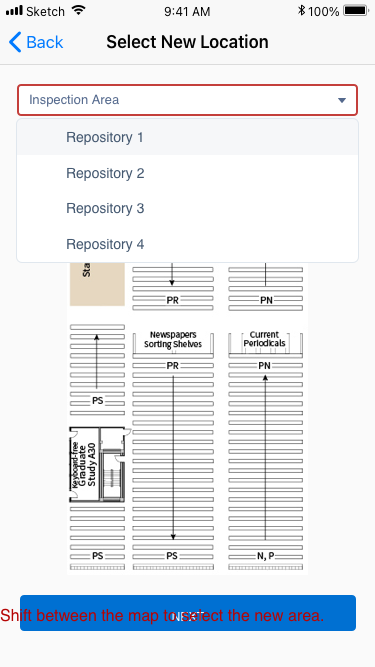 Sketch 9:41 AM 100%
Back Select New Location
Inspection Area
Repository 1
Repository 2
Repository 3
Repository 4
Sta
PR PN
Newspapers Sorting Shelves
Current Periodicals
PR PN
PS
Keyboard-free Graduate Study A30
PS PS N, P
NEXT
Shift between the map to select the new area.